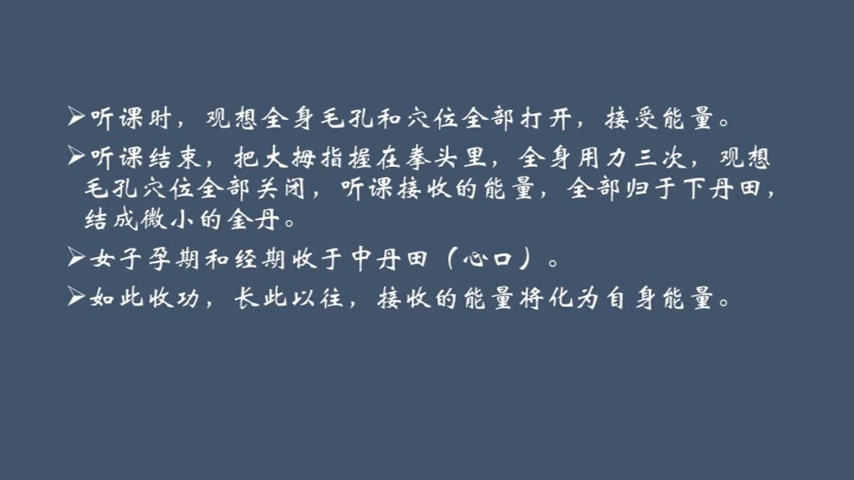 ➢听课时，观想全身毛孔和穴位全部打开，接受能量。
➢听课结束，把大拇指握在拳头里，全身用力三次，观想
毛孔穴位全部关闭，听课接收的能量，全部归于下丹田，
结成微小的金丹。
➢女子孕期和经期收于中丹田（心口）。
➢如此收功，长此以往，接收的能量将化为自身能量。